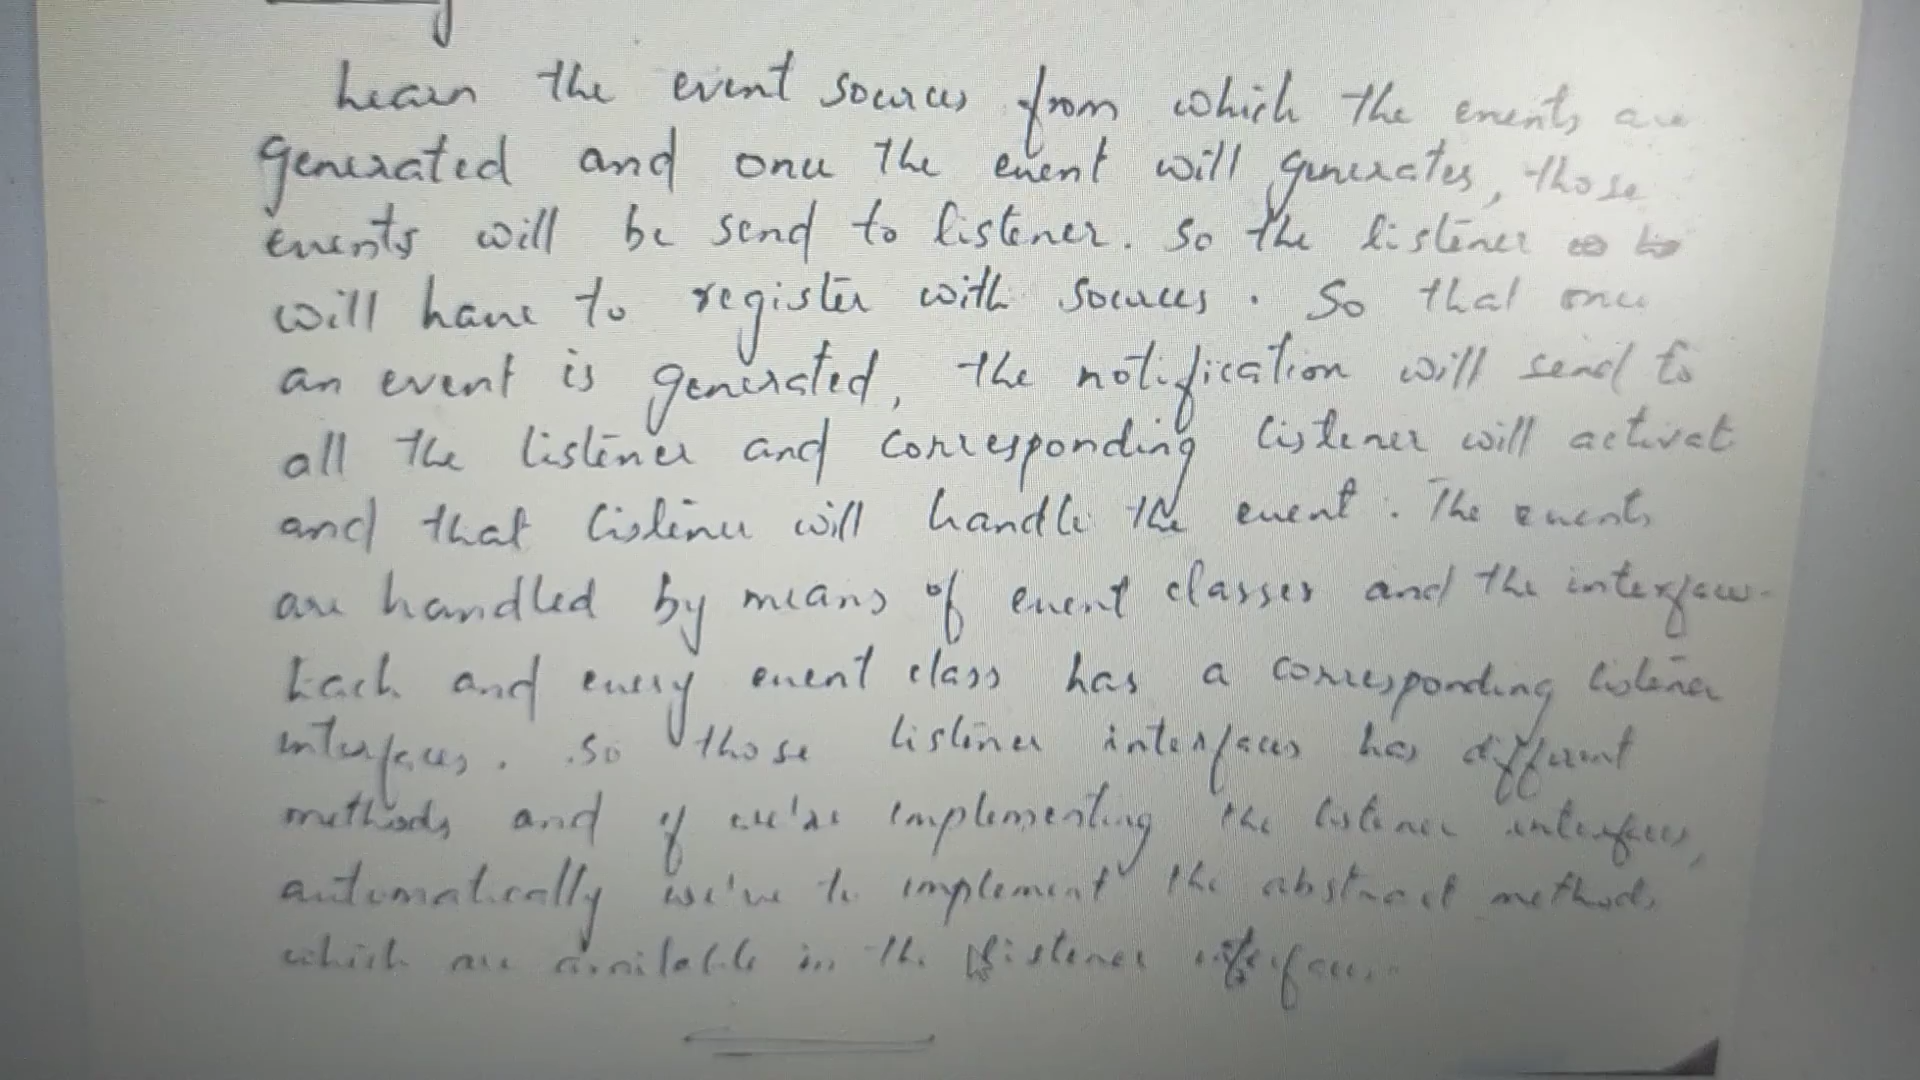 Learn the event sources from which the events are
generated and once the event will generates, those
events will be send to listener. So the listener
will have to register with sources. So that once
an event is generated, the notification will send to
all the listener and corresponding listener will activat
and that listener will handle the event. The events
are handled by means of event classes and the interfaces.
Each and every event class has a corresponding listener
interfaces. So those listener interfaces has different
methods and if we're implementing the listener interfaces,
automatically we've to implement the abstract methods
which are available in the listener interfaces.